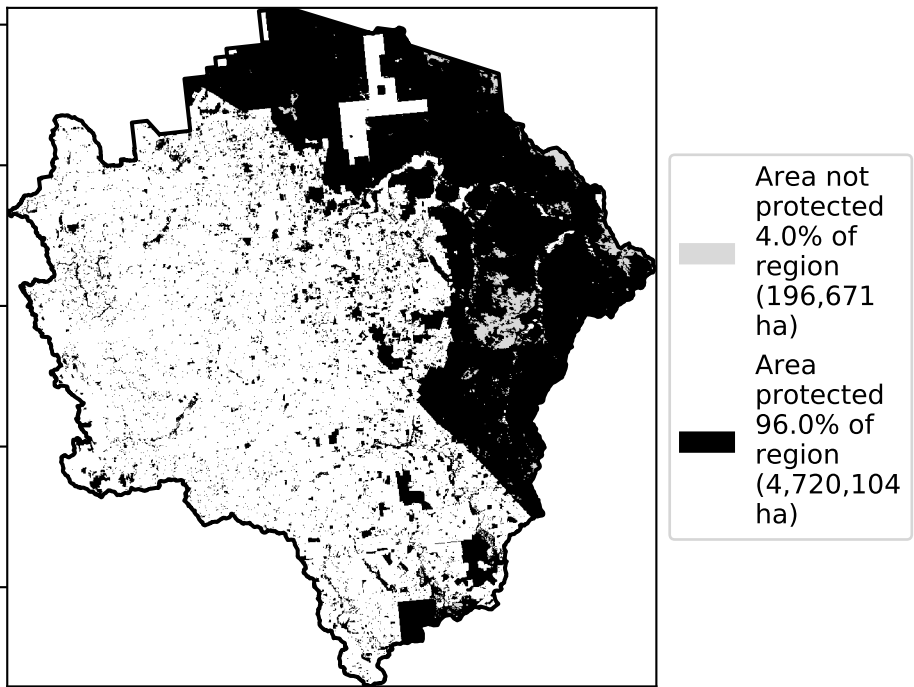 Area not
protected
4.0% of
region
(196,671
ha)
Area
protected
96.0% of
region
(4,720,104
ha)